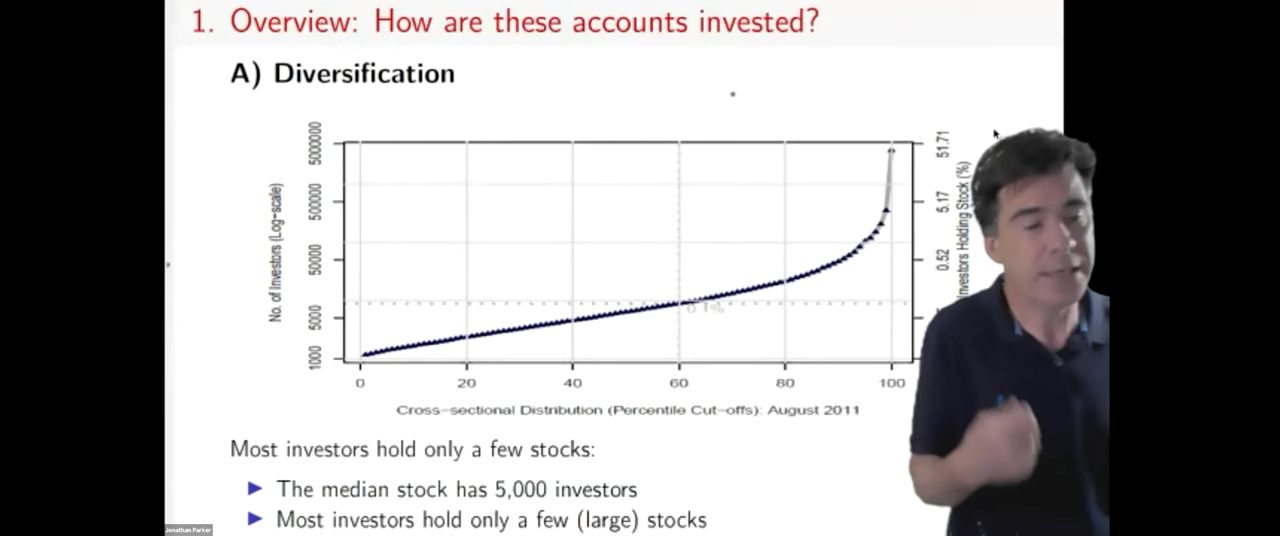 1. Overview: How are these accounts invested?
A) Diversification
No. of Investors (Log-scale)
5000000
500000
50000
5000
1000
51.71
5.17
0.52
Investors Holding Stock (%)
0.1%
0 20 40 60 80 100
Cross-sectional Distribution (Percentile Cut-offs): August 2011
Most investors hold only a few stocks:
▶ The median stock has 5,000 investors
▶ Most investors hold only a few (large) stocks
Jonathan Parker